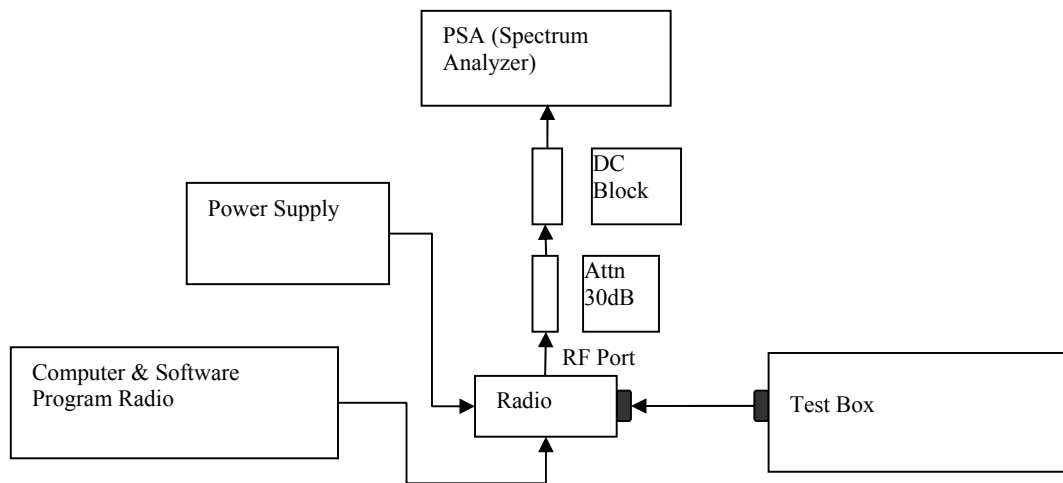 PSA (Spectrum
Analyzer)
DC
Block
Power Supply
Attn
30dB
RF Port
Computer & Software
Program Radio
Radio
Test Box